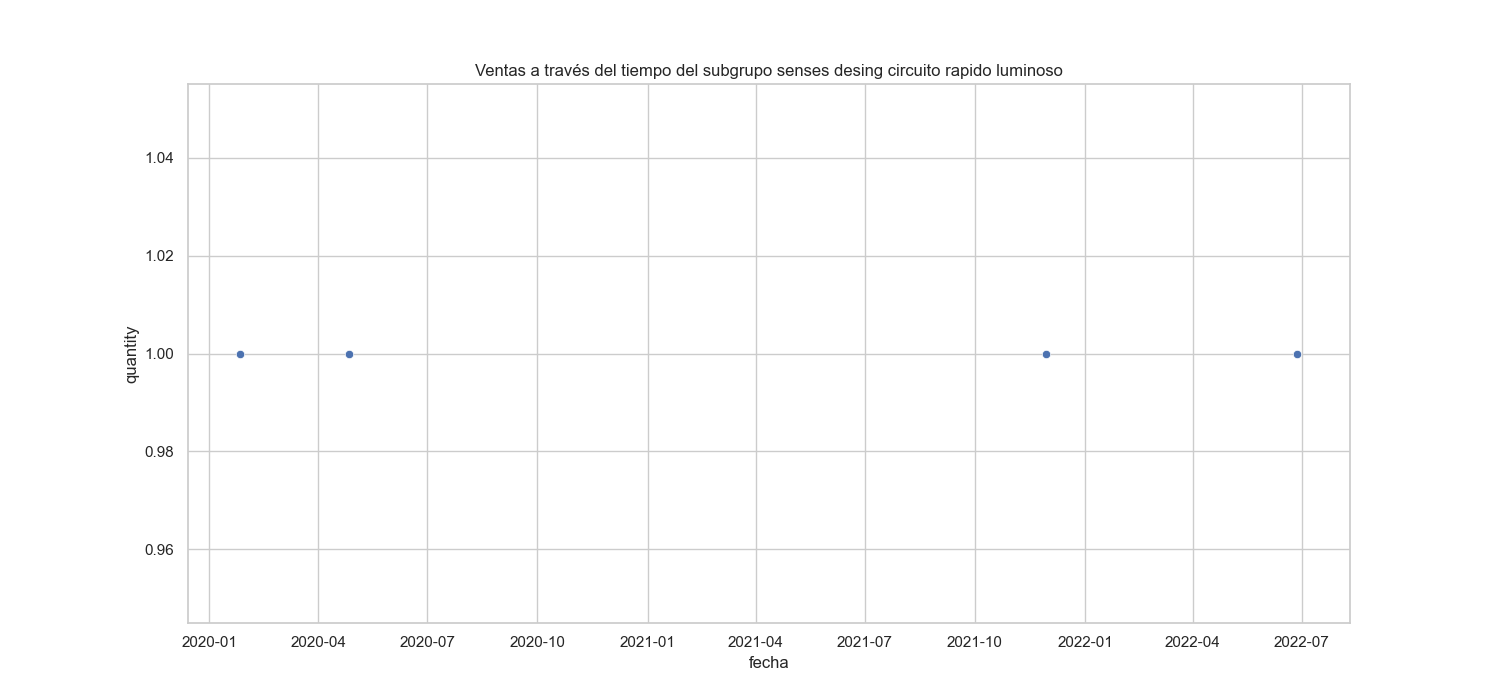 Ventas a través del tiempo del subgrupo senses desing circuito rapido luminoso
1.04
1.02
1.00
0.98
0.96
quantity
2020-01 2020-04 2020-07 2020-10 2021-01 2021-04 2021-07 2021-10 2022-01 2022-04 2022-07
fecha